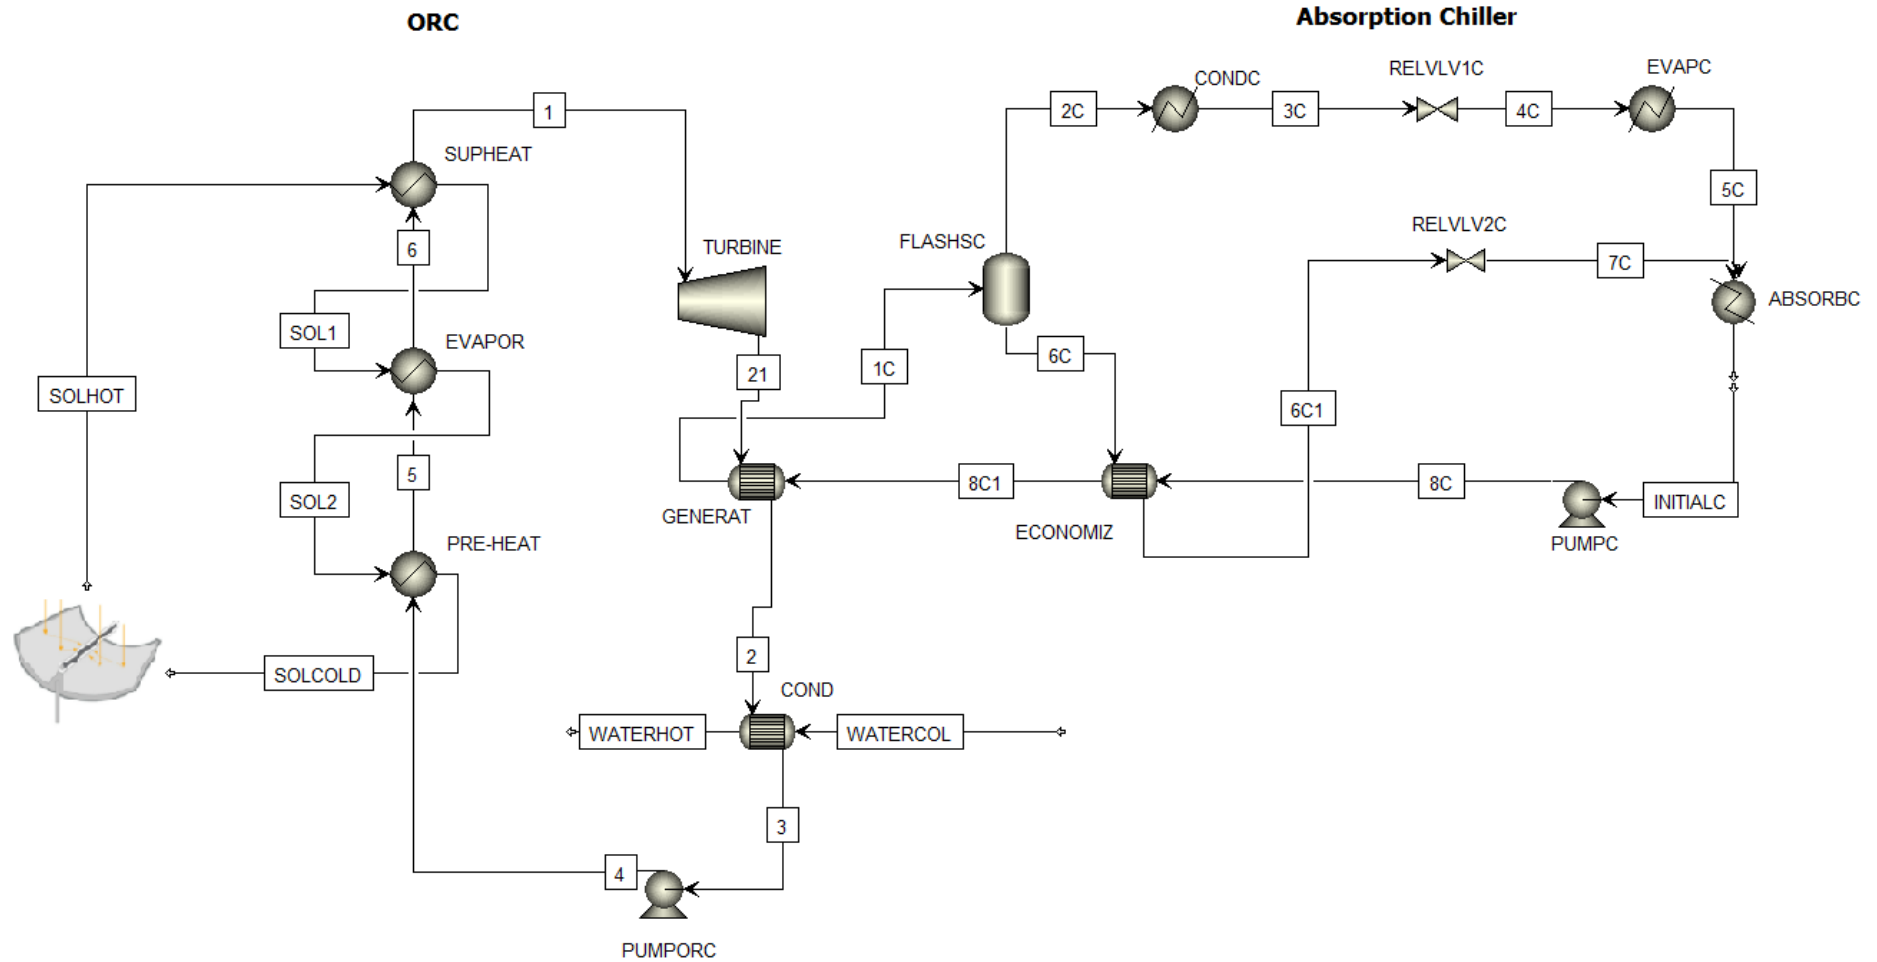 ORC
Absorption Chiller
RELVLV1C
EVAPC
CONDC
1
2C
3C
4C
SUPHEAT
5C
RELVLV2C
6
TURBINE
FLASHSC
7C
ABSORBC
SOL1
EVAPOR
6C
1C
21
SOLHOT
6C1
5
8C1
8C
SOL2
INITIALC
GENERAT
ECONOMIZ
PRE-HEAT
PUMPC
2
SOLCOLD
COND
WATERHOT
WATERCOL
3
4
PUMPORC